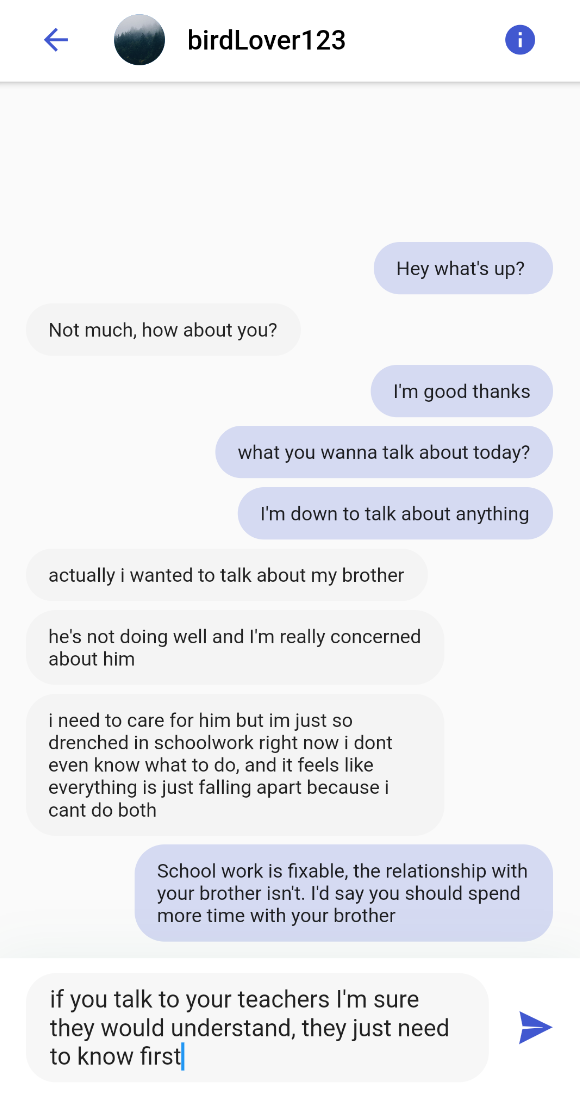 birdLover123
Hey what's up?
Not much, how about you?
I'm good thanks
what you wanna talk about today?
I'm down to talk about anything
actually i wanted to talk about my brother
he's not doing well and I'm really concerned
about him
i need to care for him but im just so
drenched in schoolwork right now i dont
even know what to do, and it feels like
everything is just falling apart because i
cant do both
School work is fixable, the relationship with
your brother isn't. I'd say you should spend
more time with your brother
if you talk to your teachers I'm sure
they would understand, they just need
to know first